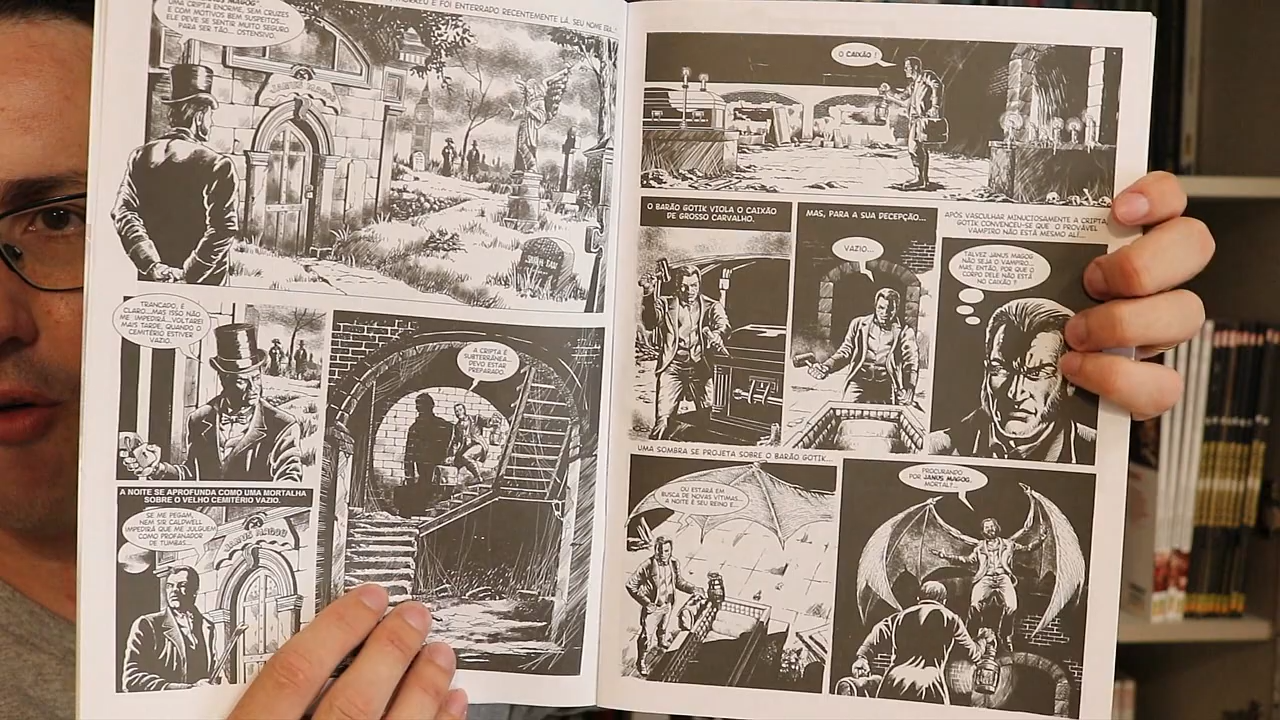 MORREU E FOI ENTERRADO RECENTEMENTE LÁ, SEU NOME ERA...
MAGOG"
UMA CRIPTA ENORME, SEM CRUZES
E COM MOTIVOS BEM SUSPEITOS...
ELE DEVE SE SENTIR MUITO SEGURO
PARA SER TÃO... OSTENSIVO.
JANUS MAGOG
TRANCADO, É
CLARO...MAS ISSO NÃO
ME IMPEDIRÁ...VOLTAREI
MAIS TARDE, QUANDO O
CEMITÉRIO ESTIVER
VAZIO.
A CRIPTA É
SUBTERRÂNEA...
DEVO ESTAR
PREPARADO.
A NOITE SE APROFUNDA COMO UMA MORTALHA
SOBRE O VELHO CEMITÉRIO VAZIO.
SE ME PEGAM,
NEM SIR CALDWELL
IMPEDIRÁ QUE ME JULGUEM
COMO PROFANADOR
DE TUMBAS...
JANUS MAGOG
O CAIXÃO!
O BARÃO GOTIK VIOLA O CAIXÃO
DE GROSSO CARVALHO.
MAS, PARA A SUA DECEPÇÃO...
VAZIO...
APÓS VASCULHAR MINUCIOSAMENTE A CRIPTA
GOTIK CONVENCEU-SE QUE O PROVÁVEL
VAMPIRO NÃO ESTÁ MESMO ALI...
TALVEZ JANUS MAGOG
NÃO SEJA O VAMPIRO...
MAS, ENTÃO, POR QUE O
CORPO DELE NÃO ESTÁ
NO CAIXÃO?
UMA SOMBRA SE PROJETA SOBRE O BARÃO GOTIK...
OU ESTARÁ EM
BUSCA DE NOVAS VÍTIMAS...
A NOITE É SEU REINO E...
PROCURANDO
POR JANUS MAGOG,
MORTAL?...